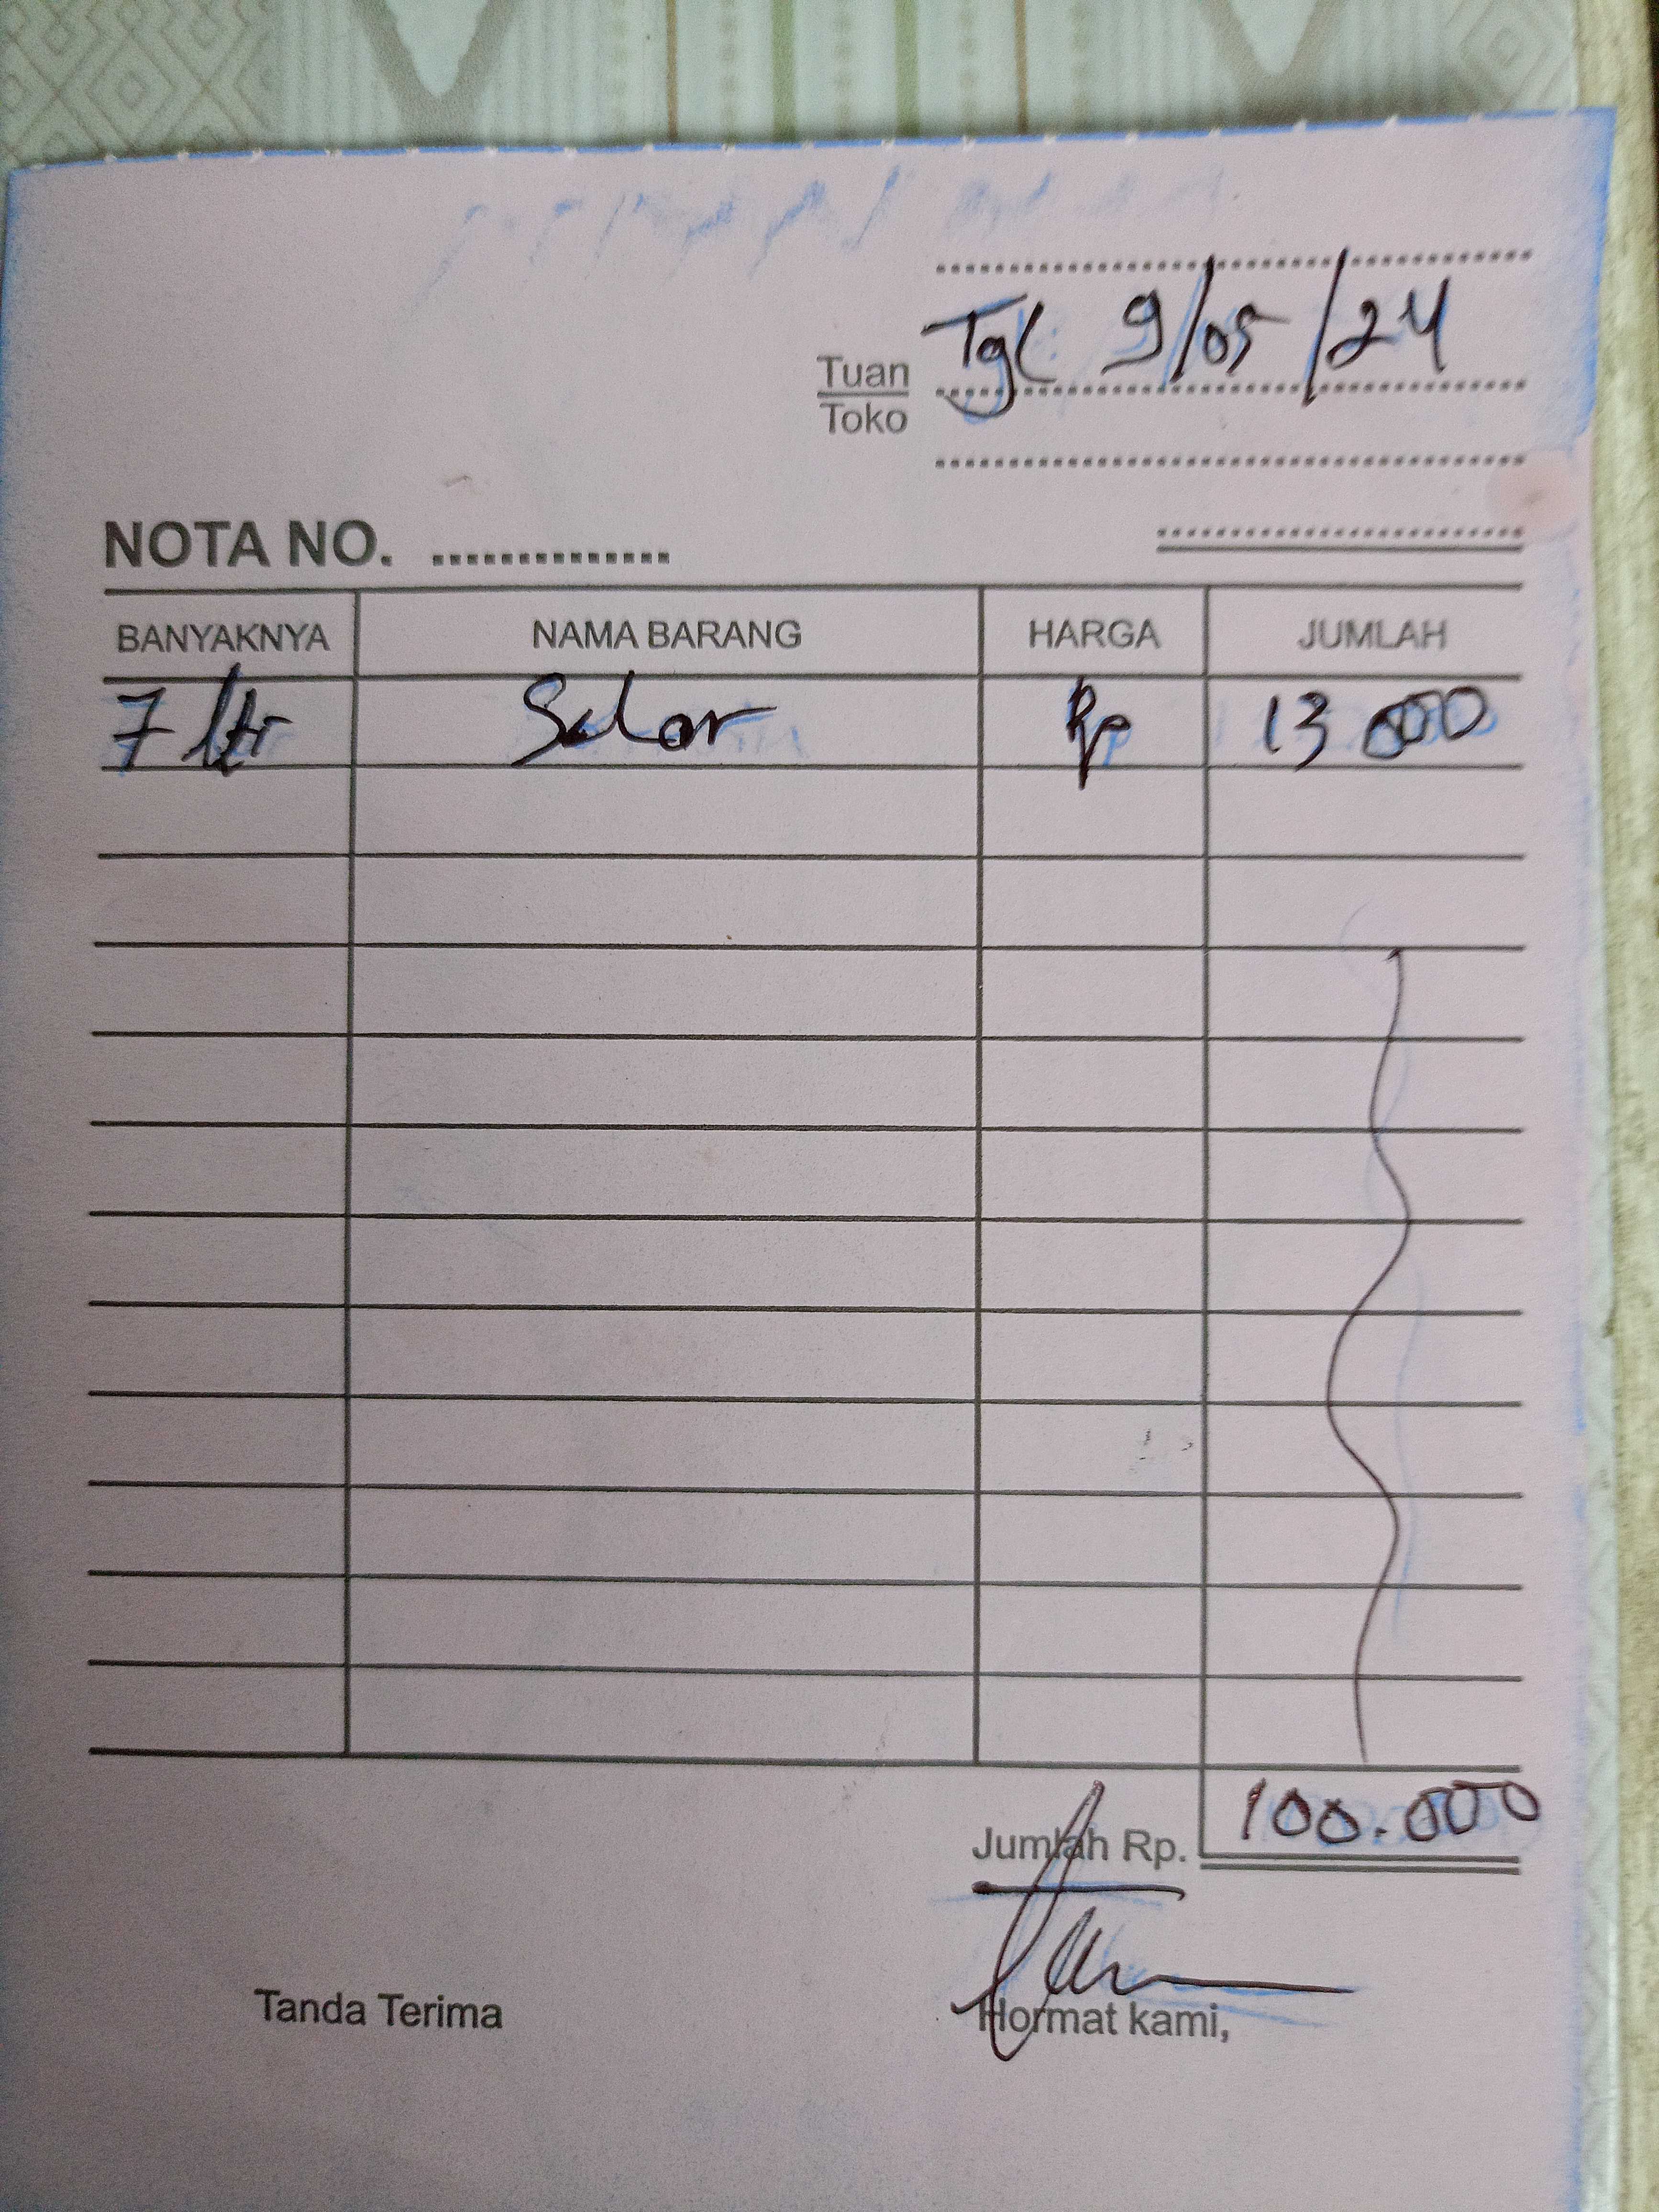 Tgl 9/05/24
Tuan
Toko
NOTA NO. ...............
BANYAKNYA NAMA BARANG HARGA JUMLAH
7 ltr Solar Rp 13 000
Jumlah Rp. 100.000
Tanda Terima Hormat kami,